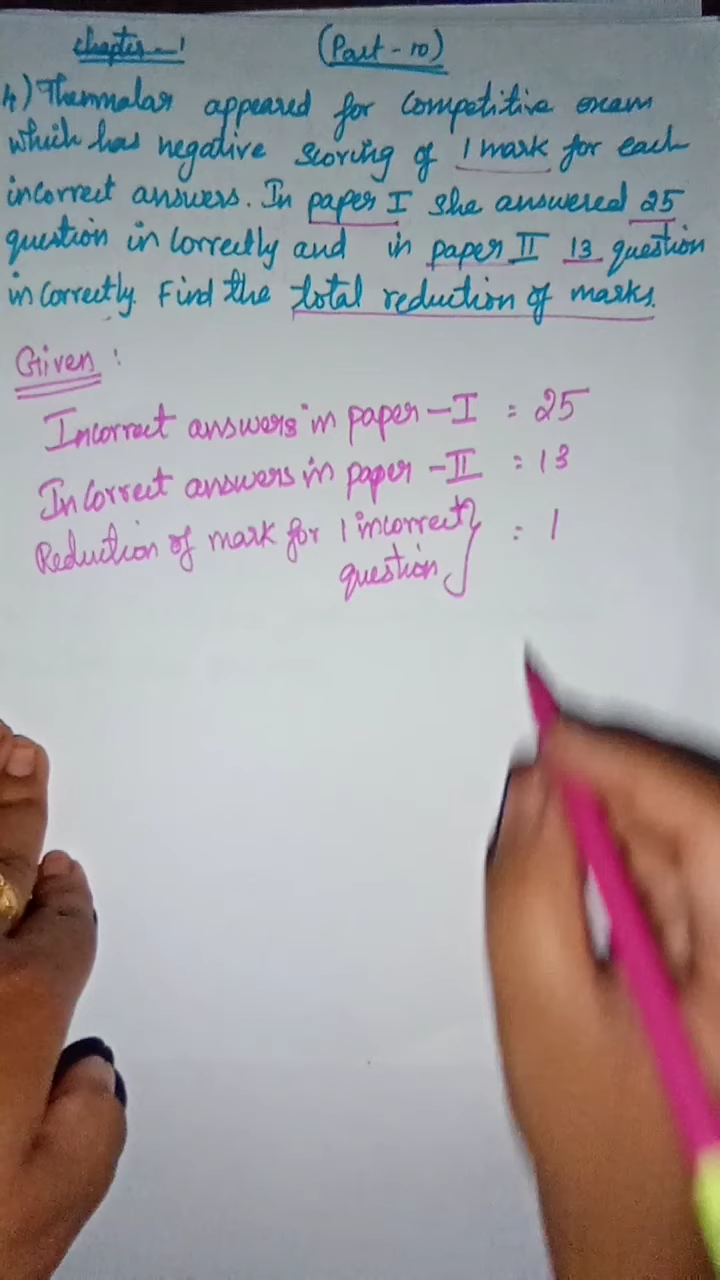 Chapter-1 (Part-10)
4) Thenmalar appeared for Competitive exam
which has negative scoring of 1 mark for each
incorrect answers. In paper I she answered 25
question incorrectly and in paper II 13 question
incorrectly. Find the total reduction of marks.
Given :
Incorrect answers in paper-I = 25
Incorrect answers in paper-II = 13
Reduction of mark for 1 incorrect } = 1
question